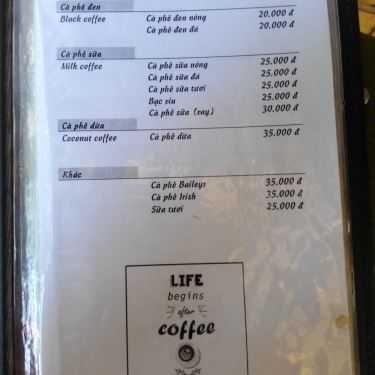 Cà phê đen
Black coffee Cà phê đen nóng 20.000 đ
Cà phê đen đá 20.000 đ
Cà phê sữa
Milk coffee Cà phê sữa nóng 25.000 đ
Cà phê sữa đá 25.000 đ
Cà phê sữa tươi 25.000 đ
Bạc xỉu 25.000 đ
Cà phê sữa (xay) 30.000 đ
Cà phê dừa
Coconut coffee Cà phê dừa 35.000 đ
Khác
Cà phê Baileys 35.000 đ
Cà phê Irish 35.000 đ
Sữa tươi 25.000 đ
LIFE
begins
after
coffee